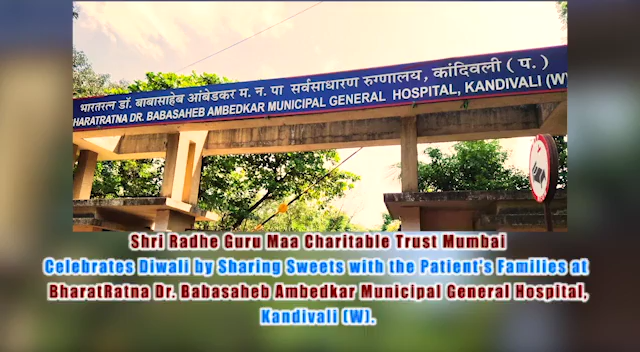 भारतरत्न डॉ. बाबासाहेब आंबेडकर म. न. पा सर्वसाधारण रुग्णालय, कांदिवली ( प. )
HARATRATNA DR. BABASAHEB AMBEDKAR MUNICIPAL GENERAL HOSPITAL, KANDIVALI (W
Shri Radhe Guru Maa Charitable Trust Mumbai
Celebrates Diwali by Sharing Sweets with the Patient's Families at
BharatRatna Dr. Babasaheb Ambedkar Municipal General Hospital,
Kandivali (W).